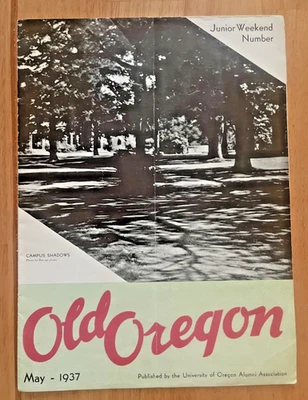 Junior Weekend
Number
CAMPUS SHADOWS
Old Oregon
May - 1937
Published by the University of Oregon Alumni Association